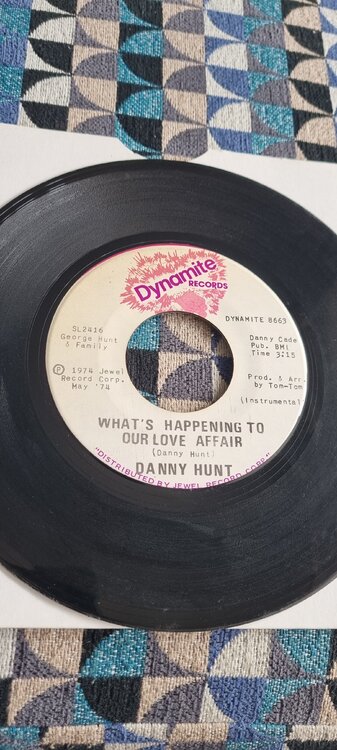 Dynamite
RECORDS
DYNAMITE 8663
SL2416
George Hunt
& Family
Danny Cade
Pub. BMI
Time 3:15
℗ 1974 Jewel
Record Corp.
May '74
Prod. & Arr.
by Tom-Tom
(Instrumental)
WHAT'S HAPPENING TO
OUR LOVE AFFAIR
(Danny Hunt)
DANNY HUNT
"DISTRIBUTED BY JEWEL RECORD CORP."